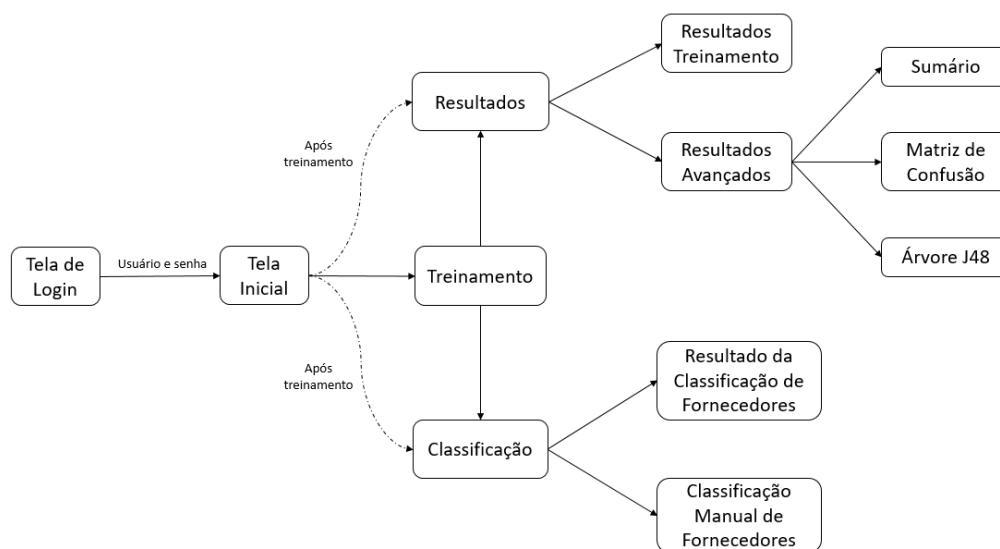 Resultados
Treinamento
Sumário
Resultados
Após
treinamento
Resultados
Avançados
Matriz de
Confusão
Tela de
Login
Usuário e senha
Tela
Inicial
Treinamento
Árvore J48
Após
treinamento
Resultado da
Classificação de
Fornecedores
Classificação
Classificação
Manual de
Fornecedores